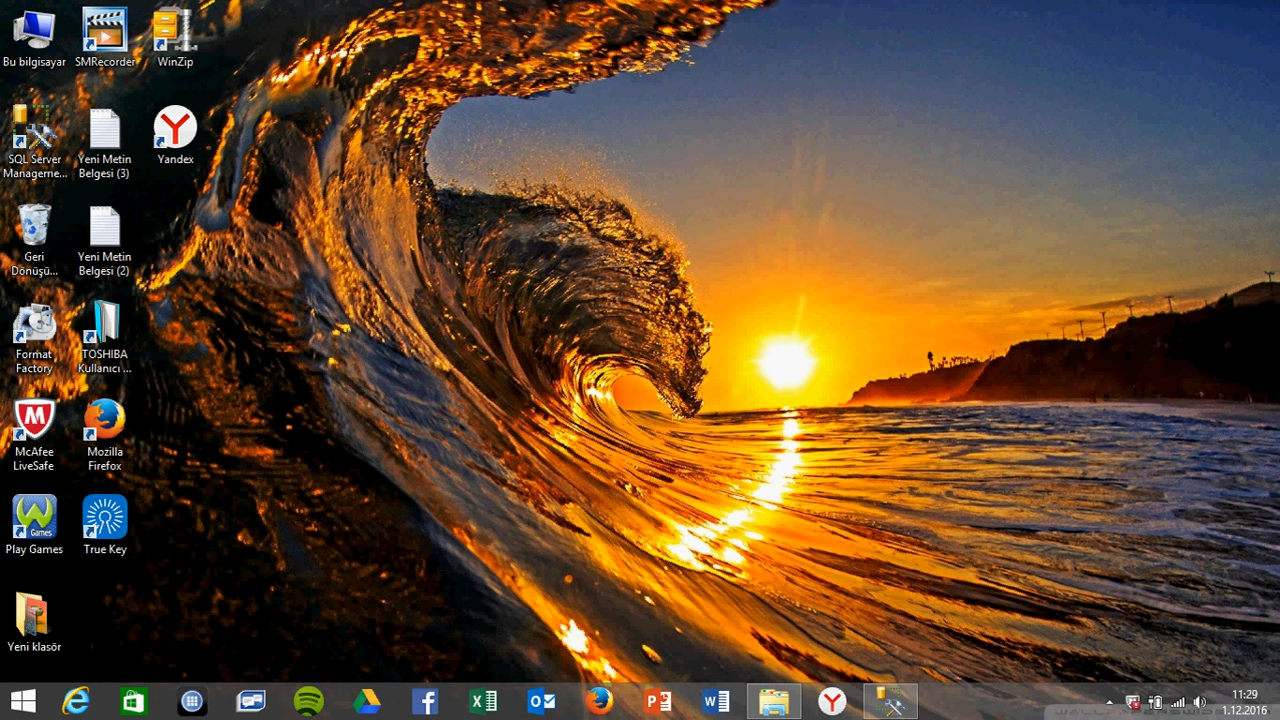 Bu bilgisayar
SMRecorder
WinZip
SQL Server
Manageme...
Yeni Metin
Belgesi (3)
Yandex
Geri
Dönüşü...
Yeni Metin
Belgesi (2)
Format
Factory
TOSHIBA
Kullanıcı ...
McAfee
LiveSafe
Mozilla
Firefox
Games
Play Games
True Key
Yeni klasör
11:29
1.12.2016